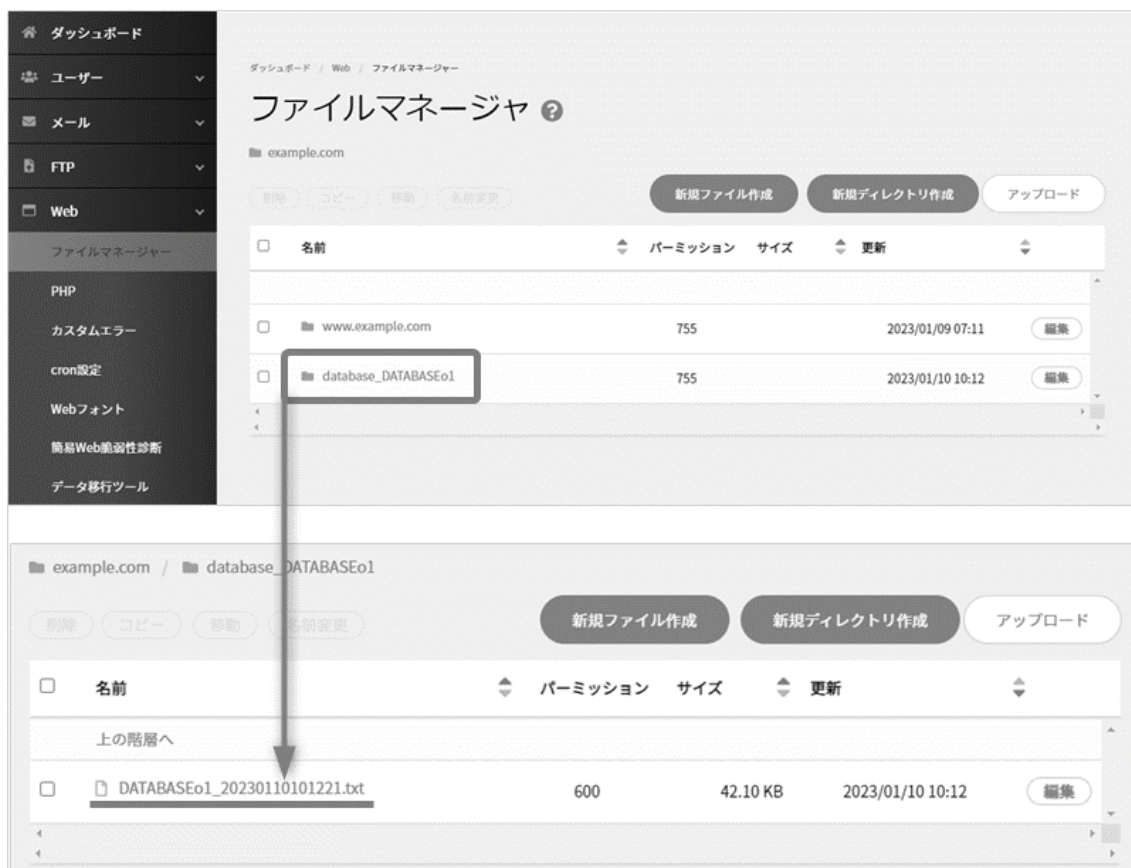 ダッシュボード
ユーザー
メール
FTP
Web
ファイルマネージャー
PHP
カスタムエラー
cron設定
Webフォント
簡易Web脆弱性診断
データ移行ツール
ダッシュボード / Web / ファイルマネージャー
ファイルマネージャ ?
example.com
削除 コピー 移動 名前変更 新規ファイル作成 新規ディレクトリ作成 アップロード
名前 パーミッション サイズ 更新
www.example.com 755 2023/01/09 07:11 編集
database_DATABASEo1 755 2023/01/10 10:12 編集
example.com / database_DATABASEo1
削除 コピー 移動 名前変更 新規ファイル作成 新規ディレクトリ作成 アップロード
名前 パーミッション サイズ 更新
上の階層へ
DATABASEo1_20230110101221.txt 600 42.10 KB 2023/01/10 10:12 編集